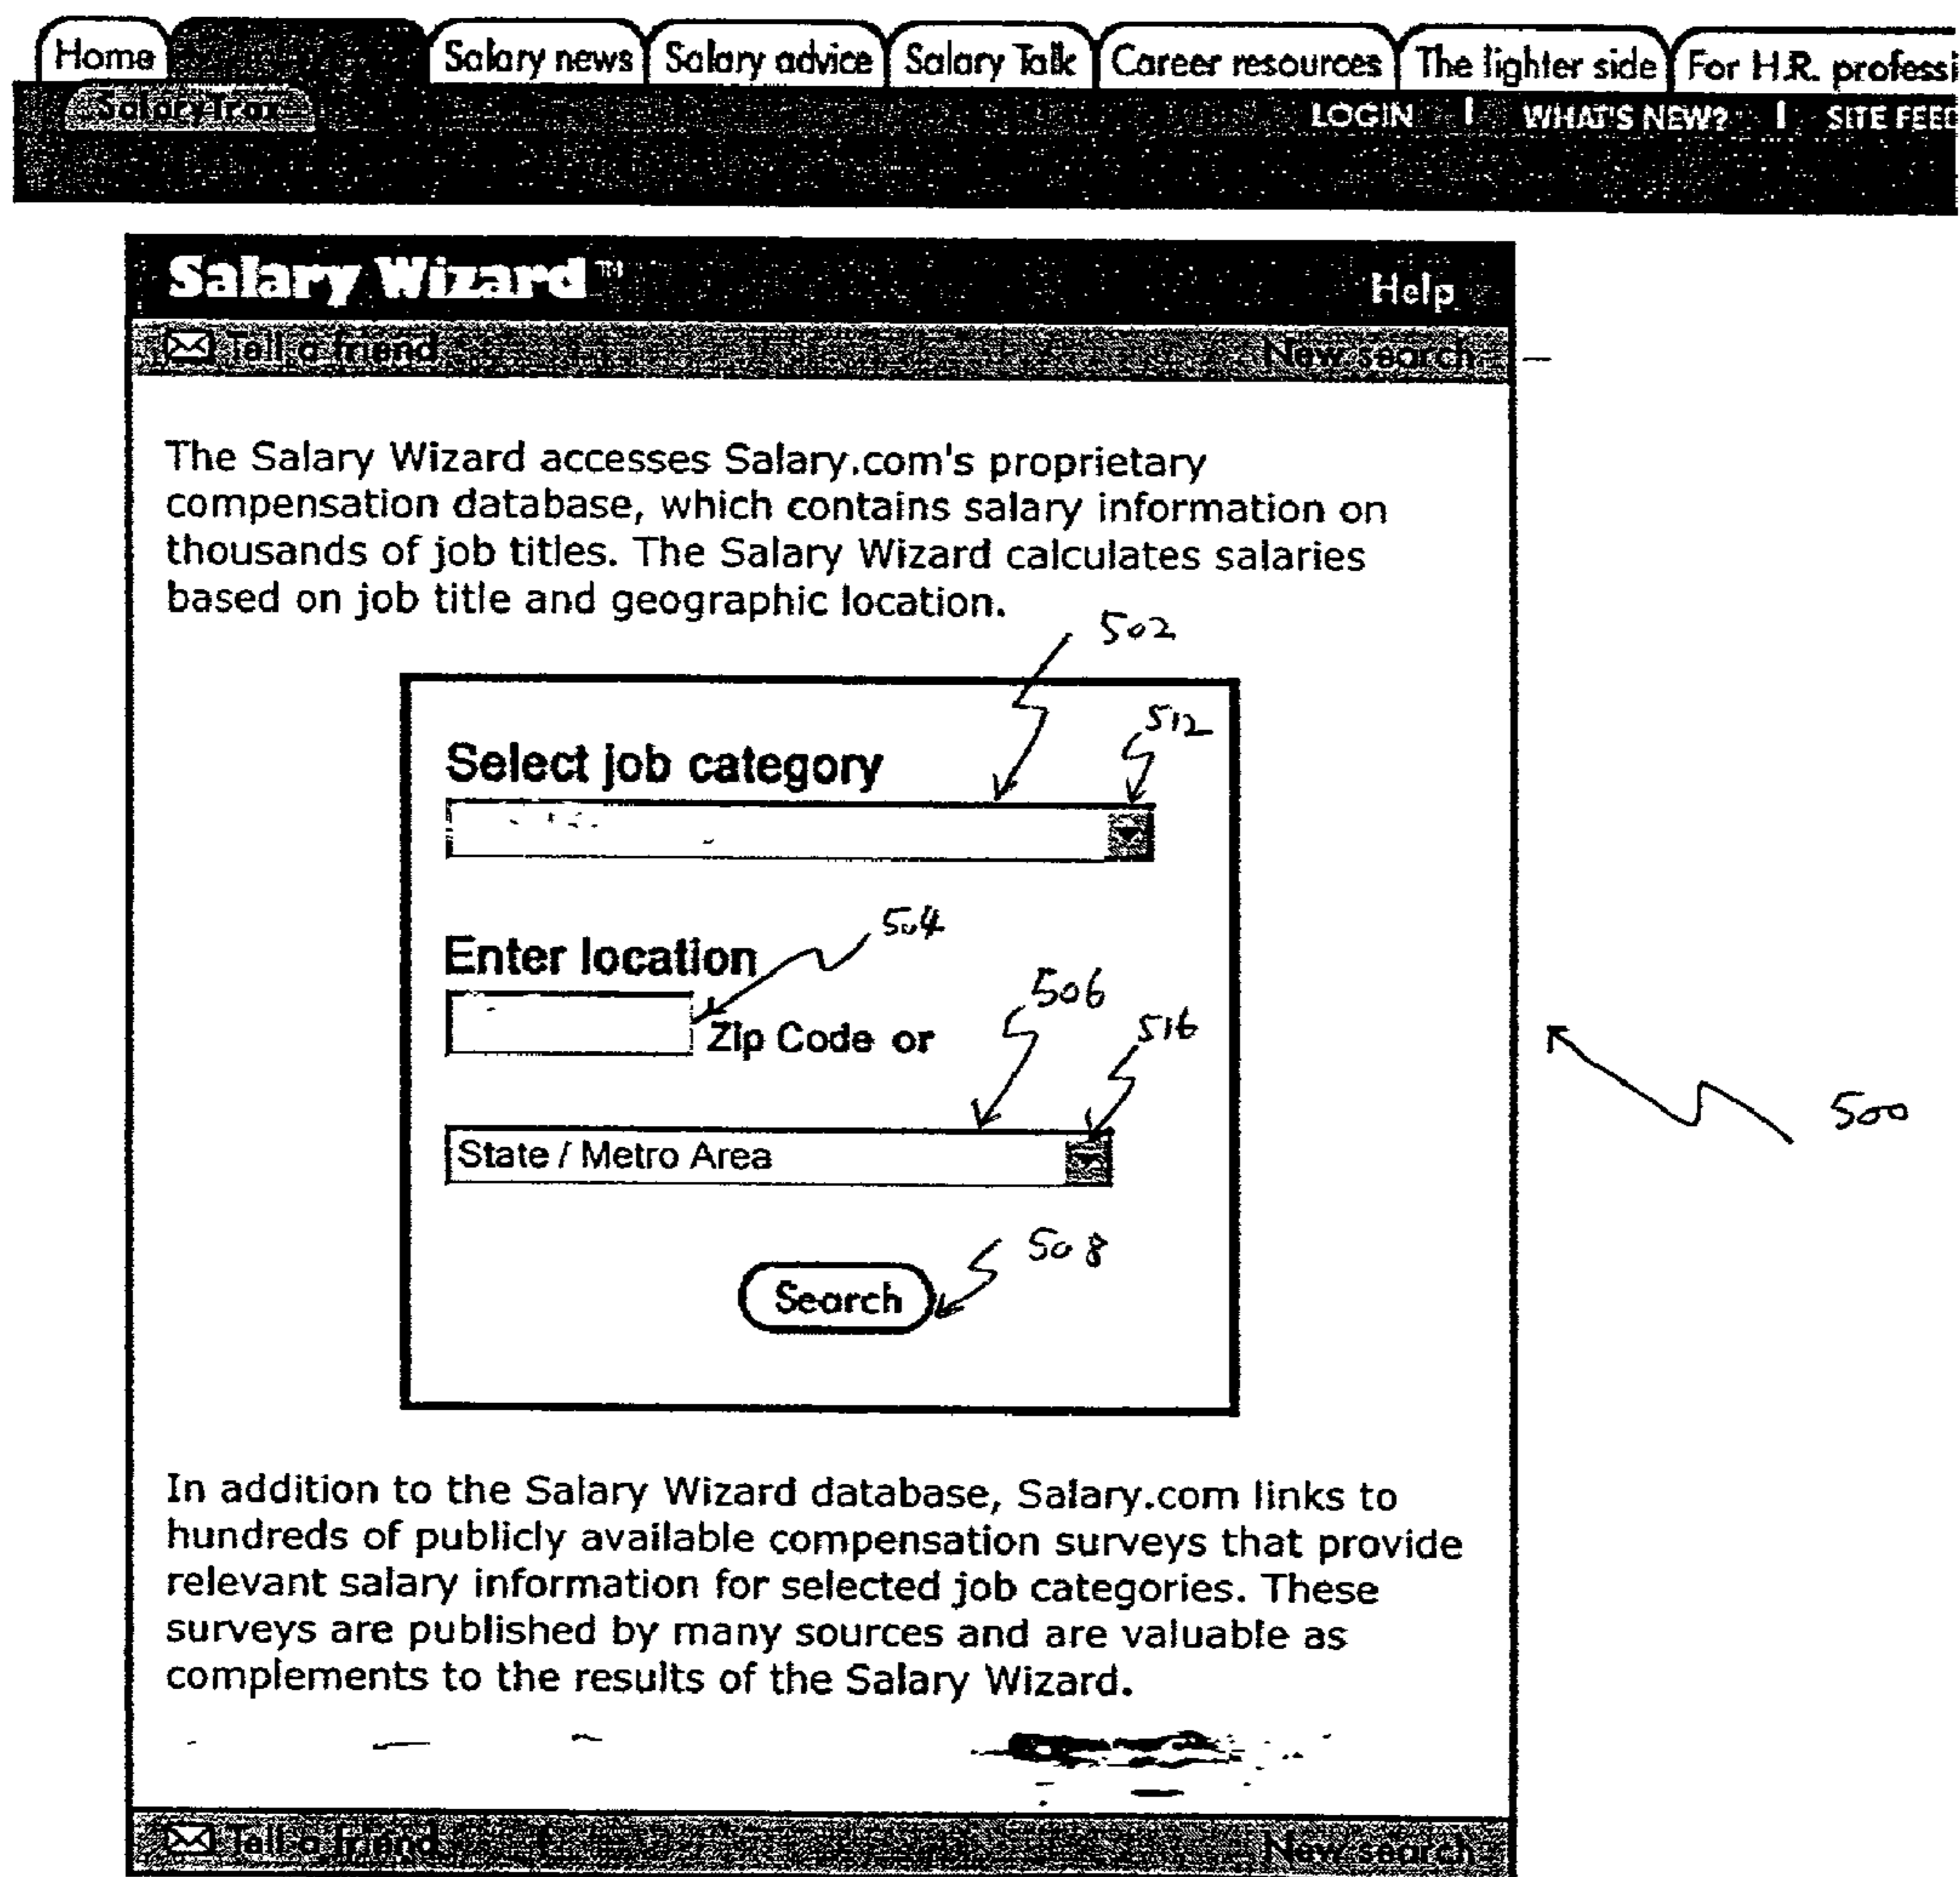 Home Salary news Salary advice Salary Talk Career resources The lighter side For H.R. professi
SalaryTrax LOGIN | WHAT'S NEW? | SITE FEED
Salary Wizard™ Help
Tell a friend New search
The Salary Wizard accesses Salary.com's proprietary
compensation database, which contains salary information on
thousands of job titles. The Salary Wizard calculates salaries
based on job title and geographic location.
502
512
Select job category
504
Enter location
506
516
Zip Code or
500
State / Metro Area
508
Search
In addition to the Salary Wizard database, Salary.com links to
hundreds of publicly available compensation surveys that provide
relevant salary information for selected job categories. These
surveys are published by many sources and are valuable as
complements to the results of the Salary Wizard.
Tell a friend New search